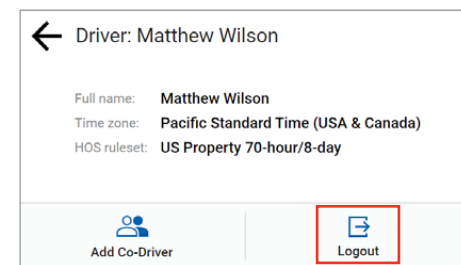 Driver: Matthew Wilson
Full name: Matthew Wilson
Time zone: Pacific Standard Time (USA & Canada)
HOS ruleset: US Property 70-hour/8-day
Add Co-Driver Logout